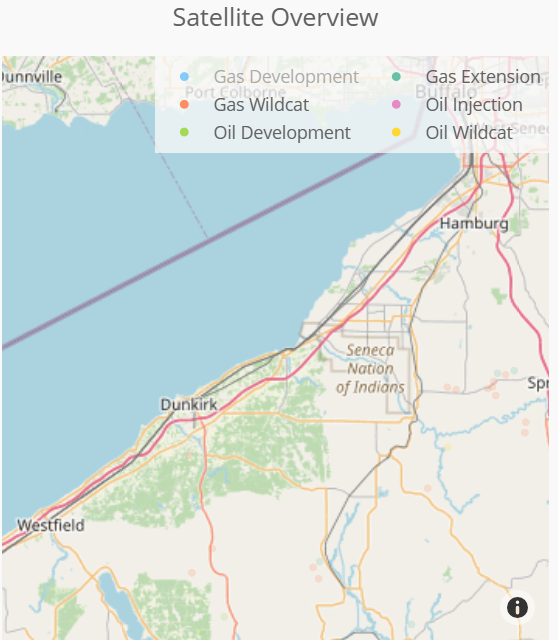 Satellite Overview
Dunnville
Gas Development
Gas Extension
Port Colborne
Buffalo
Gas Wildcat
Oil Injection
Oil Development
Oil Wildcat
Hamburg
Seneca
Nation
of Indians
Spr
Dunkirk
Westfield